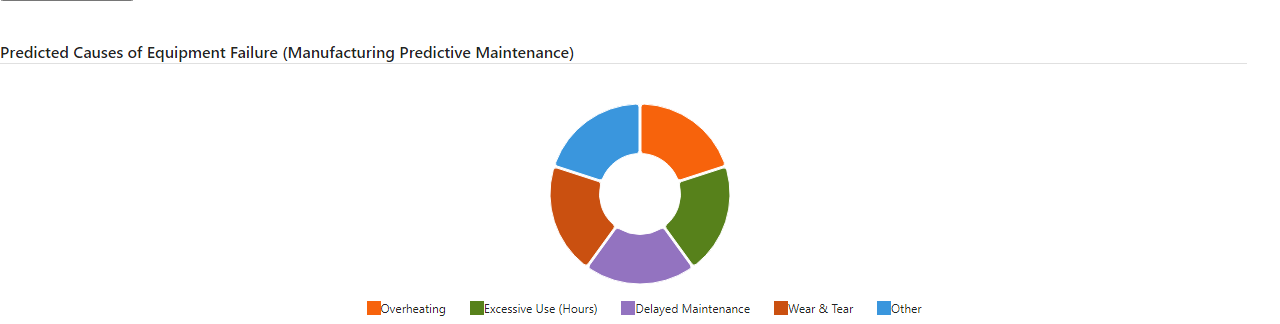 Predicted Causes of Equipment Failure (Manufacturing Predictive Maintenance)
Overheating Excessive Use (Hours) Delayed Maintenance Wear & Tear Other